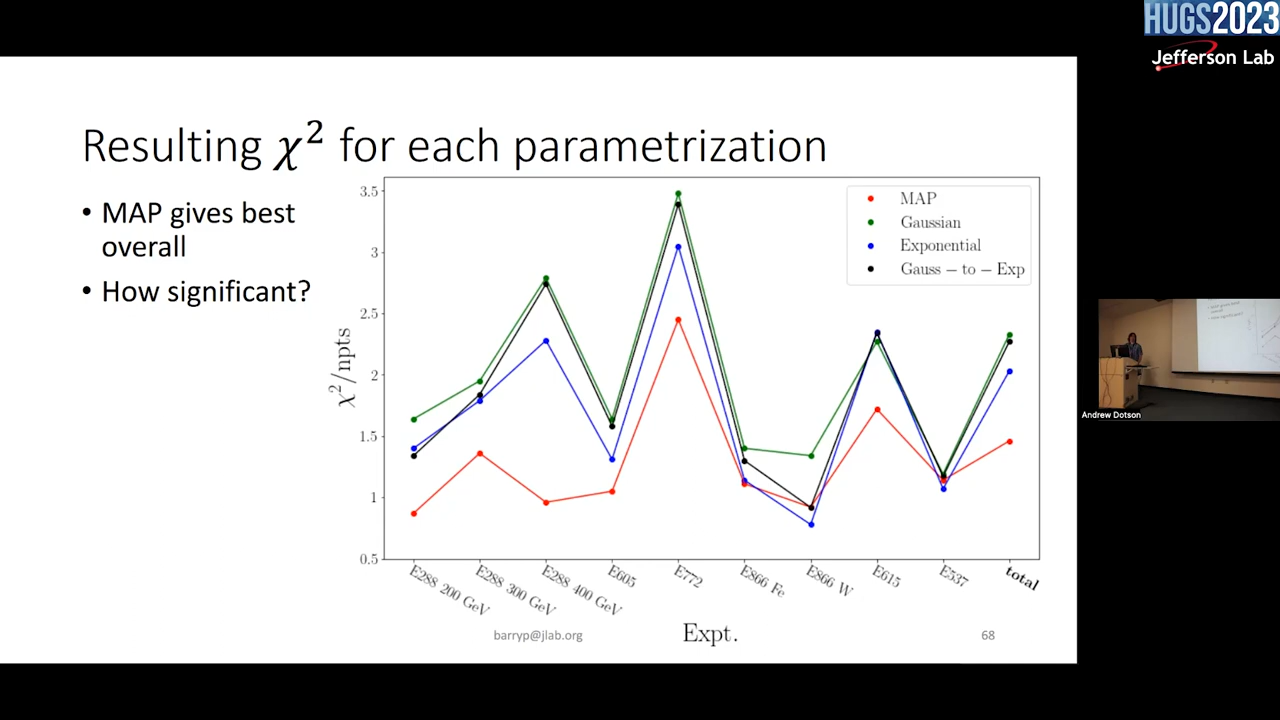 HUGS2023
Jefferson Lab
Resulting χ² for each parametrization
• MAP gives best
overall
• How significant?
3.5
3
2.5
2
1.5
1
0.5
χ²/npts
MAP
Gaussian
Exponential
Gauss – to – Exp
E288 200 GeV
E288 300 GeV
E288 400 GeV
E605
E772
E866 Fe
E866 W
E615
E537
total
Expt.
barryp@jlab.org
68
Andrew Dotson